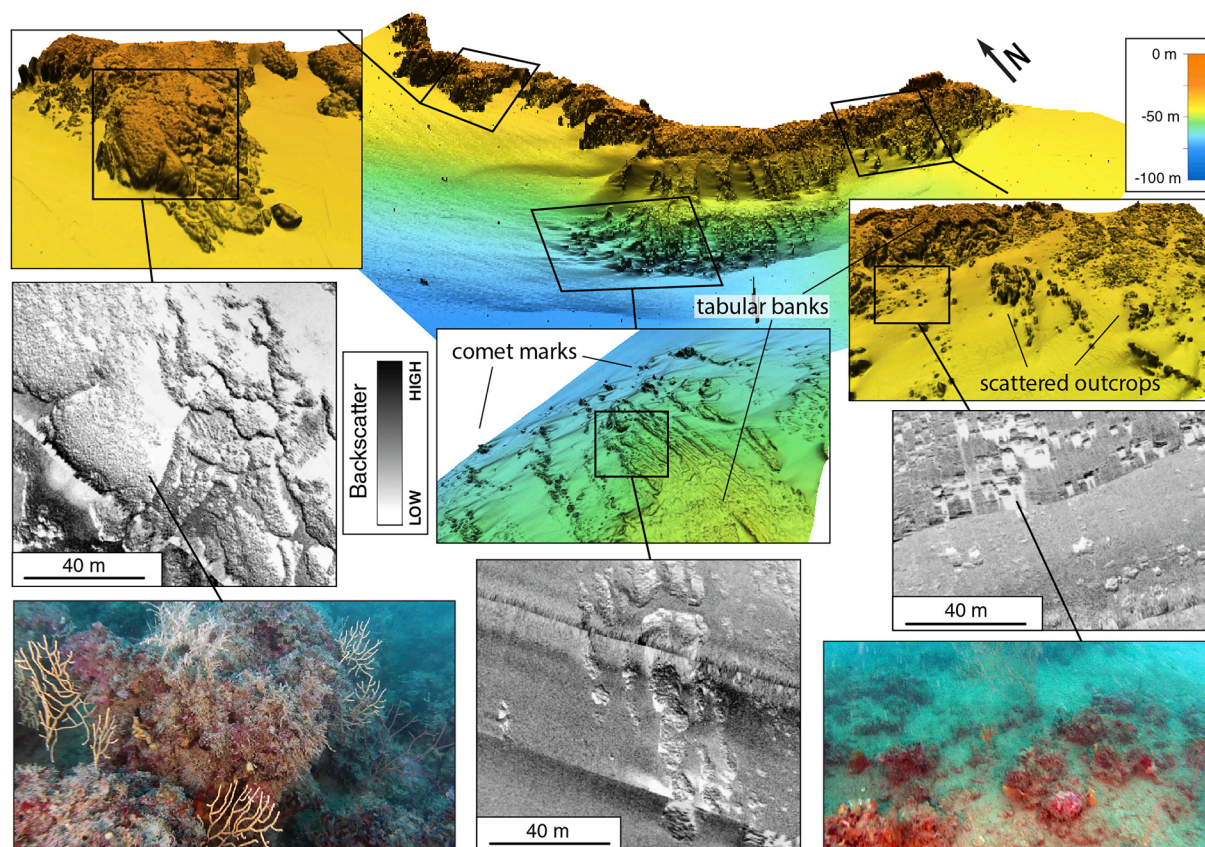 N
0 m
-50 m
-100 m
tabular banks
comet marks
scattered outcrops
Backscatter
HIGH
LOW
40 m
40 m
40 m